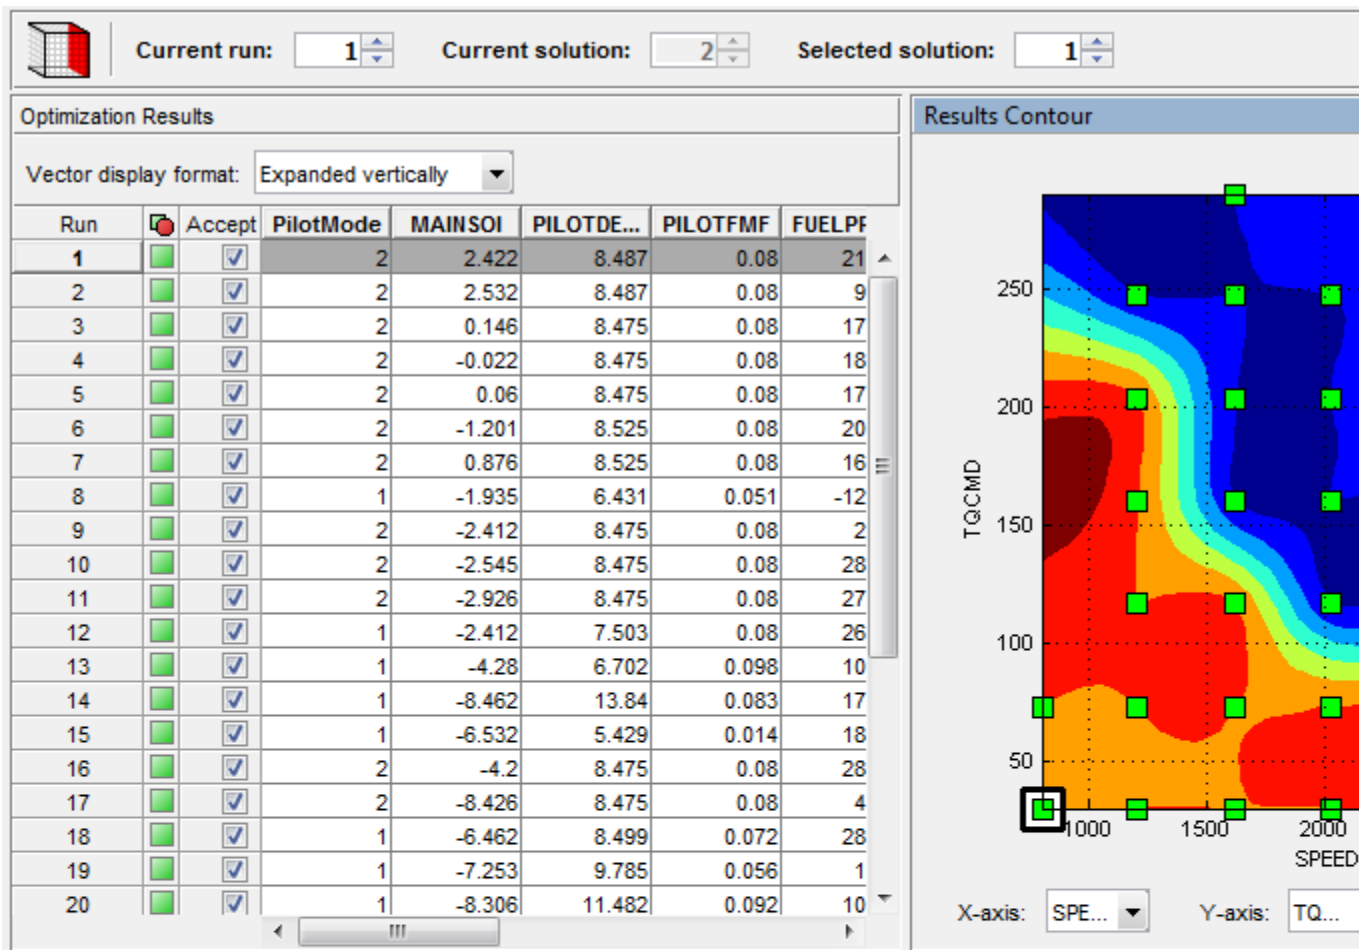 Current run: 1 Current solution: 2 Selected solution: 1
Optimization Results
Vector display format: Expanded vertically
Run Accept PilotMode MAINSOI PILOTDE... PILOTFMF FUELPF
1 2 2.422 8.487 0.08 21
2 2 2.532 8.487 0.08 9
3 2 0.146 8.475 0.08 17
4 2 -0.022 8.475 0.08 18
5 2 0.06 8.475 0.08 17
6 2 -1.201 8.525 0.08 20
7 2 0.876 8.525 0.08 16
8 1 -1.935 6.431 0.051 -12
9 2 -2.412 8.475 0.08 2
10 2 -2.545 8.475 0.08 28
11 2 -2.926 8.475 0.08 27
12 1 -2.412 7.503 0.08 26
13 1 -4.28 6.702 0.098 10
14 1 -8.462 13.84 0.083 17
15 1 -6.532 5.429 0.014 18
16 2 -4.2 8.475 0.08 28
17 2 -8.426 8.475 0.08 4
18 1 -6.462 8.499 0.072 28
19 1 -7.253 9.785 0.056 1
20 1 -8.306 11.482 0.092 10
Results Contour
250
200
150
100
50
TQCMD
1000 1500 2000
SPEED
X-axis: SPE... Y-axis: TQ...